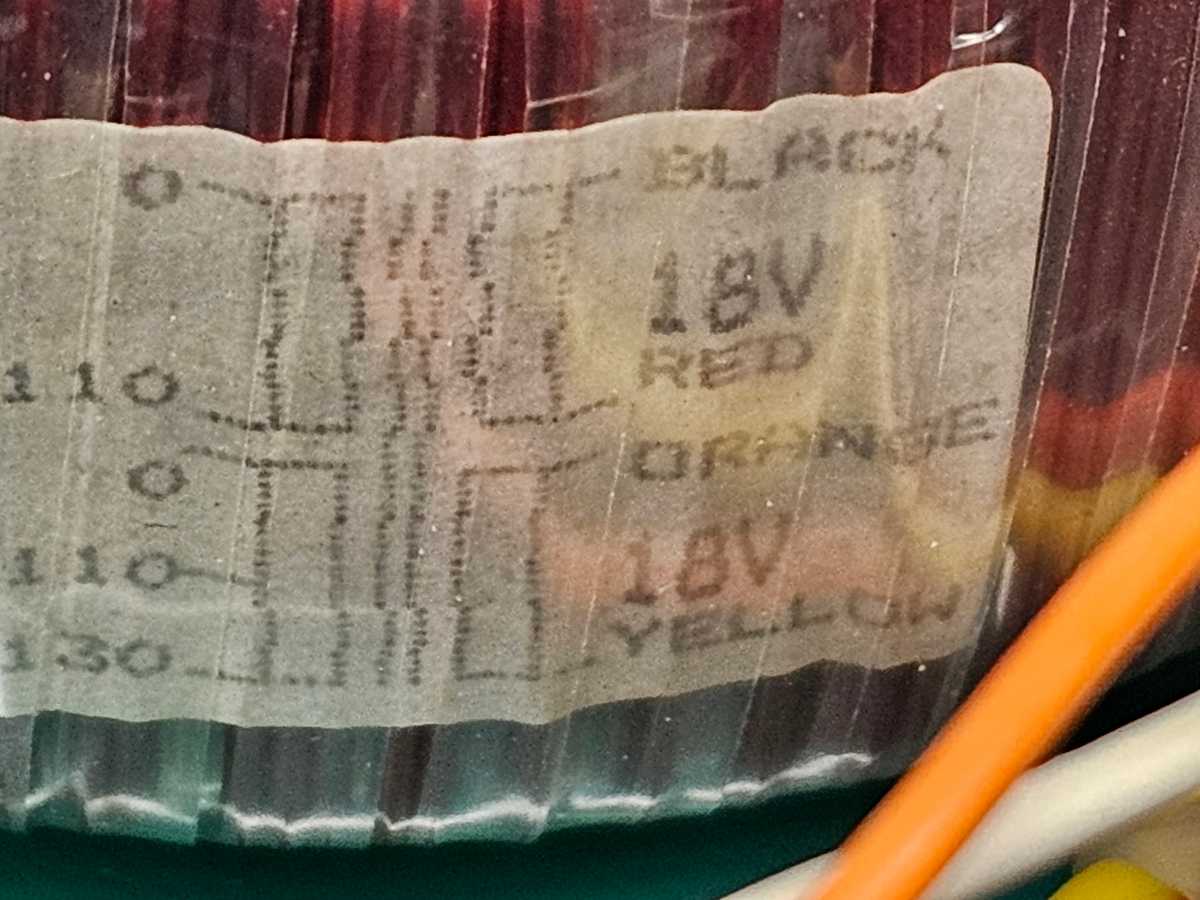 0 BLACK
18V
110 RED
0 ORANGE
110 18V
130 YELLOW